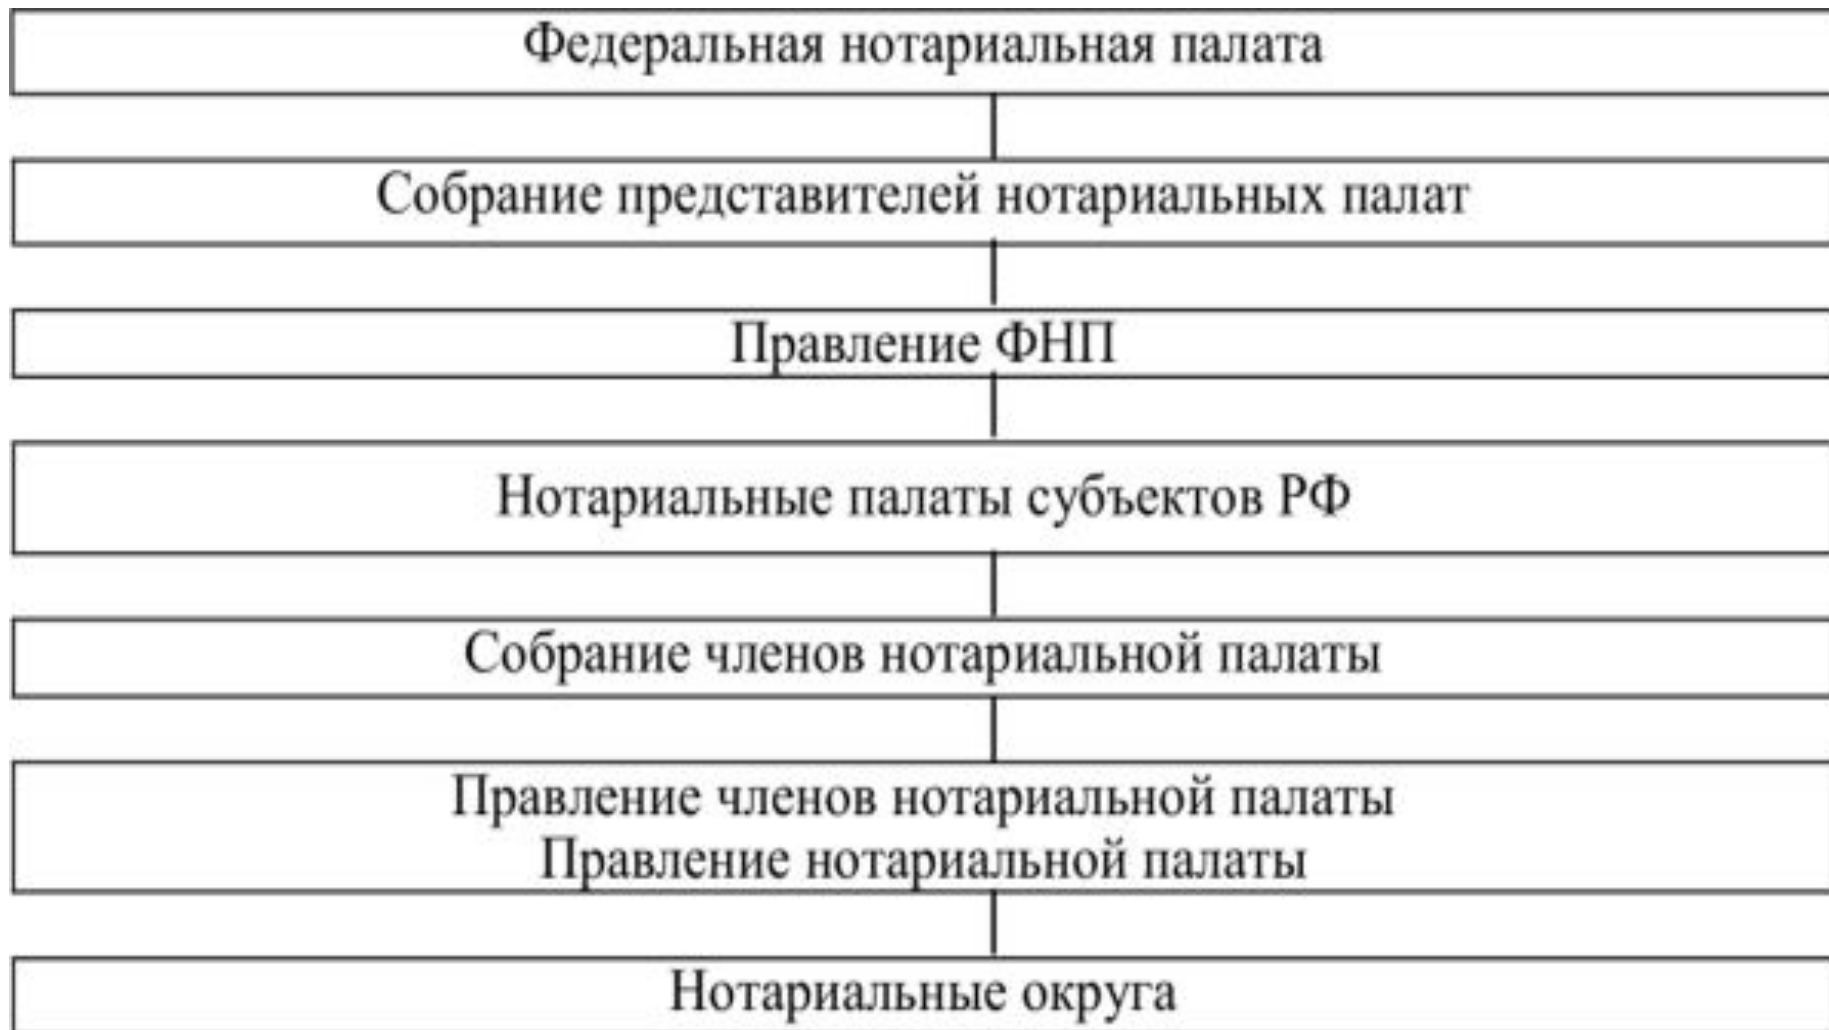 Федеральная нотариальная палата
Собрание представителей нотариальных палат
Правление ФНП
Нотариальные палаты субъектов РФ
Собрание членов нотариальной палаты
Правление членов нотариальной палаты
Правление нотариальной палаты
Нотариальные округа